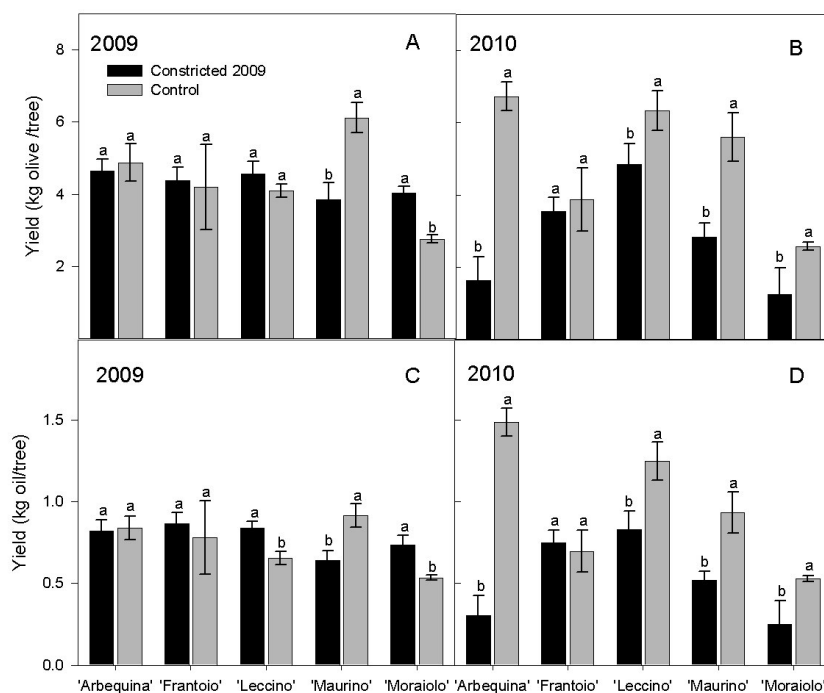 2009
A
2010
B
Constricted 2009
Control
Yield (kg olive /tree)
8
6
4
2
a a a a a a b a a b
b a a a b a b a b a
2009
C
2010
D
Yield (kg oil/tree)
1.5
1.0
0.5
0.0
a a a a a b b a a b
b a a a b a b a b a
'Arbequina' 'Frantoio' 'Leccino' 'Maurino' 'Moraiolo' 'Arbequina' 'Frantoio' 'Leccino' 'Maurino' 'Moraiolo'